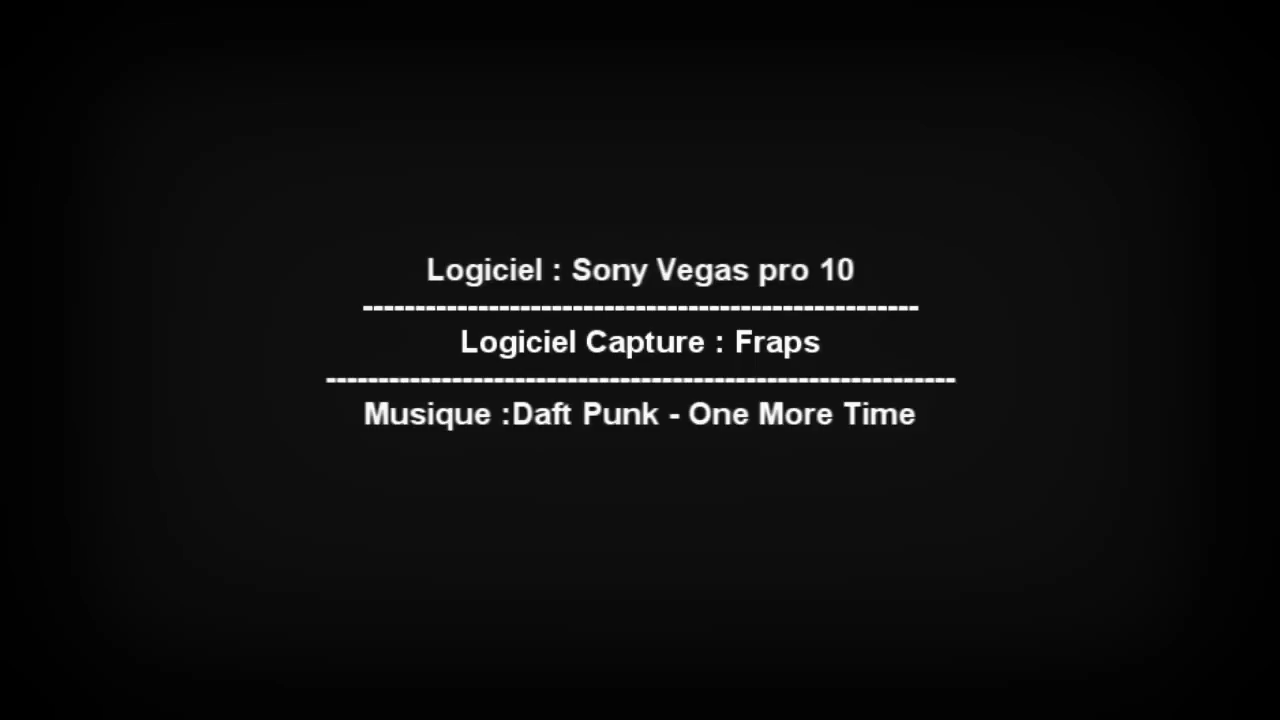 Logiciel : Sony Vegas pro 10
-----------------------------------------------------
Logiciel Capture : Fraps
------------------------------------------------------------
Musique :Daft Punk - One More Time